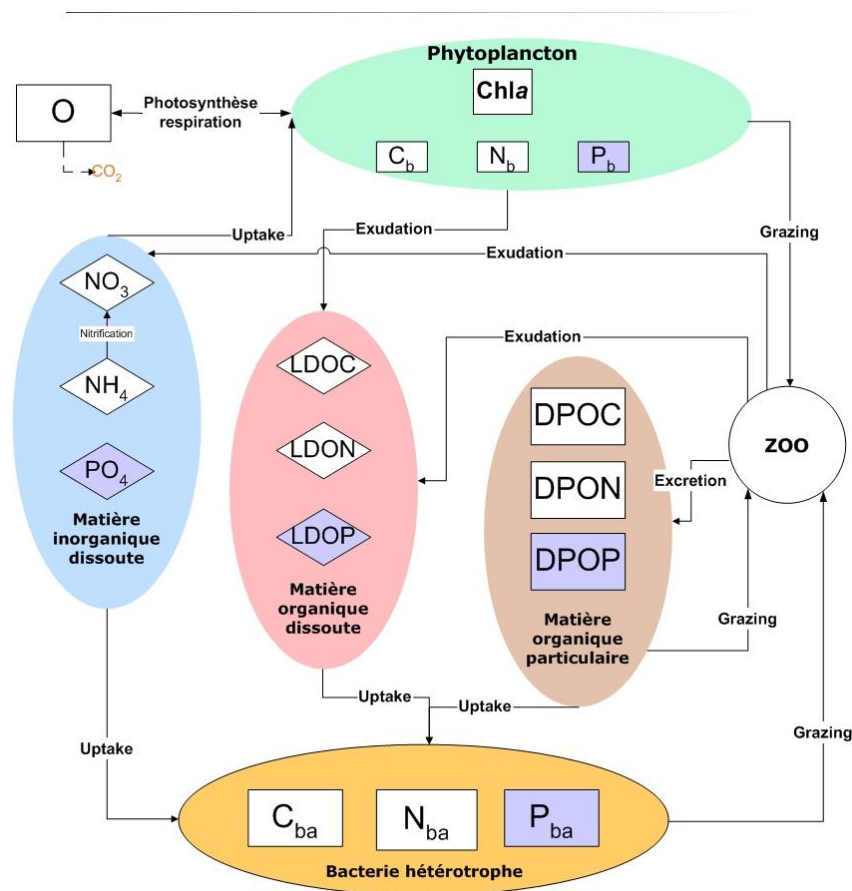 Phytoplancton
Chla
O
Photosynthèse
respiration
CO2
Cb
Nb
Pb
Uptake
Exudation
Grazing
Exudation
NO3
Nitrification
NH4
PO4
Matière
inorganique
dissoute
LDOC
LDON
LDOP
Matière
organique
dissoute
Exudation
DPOC
DPON
DPOP
Matière
organique
particulaire
ZOO
Excretion
Grazing
Uptake
Uptake
Uptake
Grazing
Cba
Nba
Pba
Bacterie hétérotrophe